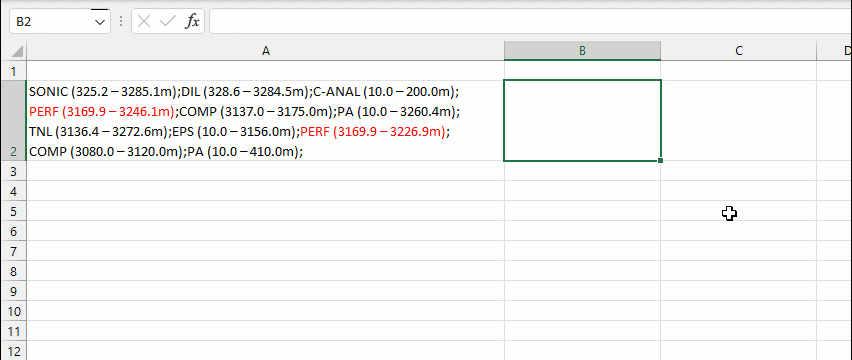 B2
fx
A B C D
1
SONIC (325.2 – 3285.1m);DIL (328.6 – 3284.5m);C-ANAL (10.0 – 200.0m);
PERF (3169.9 – 3246.1m);COMP (3137.0 – 3175.0m);PA (10.0 – 3260.4m);
TNL (3136.4 – 3272.6m);EPS (10.0 – 3156.0m);PERF (3169.9 – 3226.9m);
2 COMP (3080.0 – 3120.0m);PA (10.0 – 410.0m);
3
4
5
6
7
8
9
10
11
12